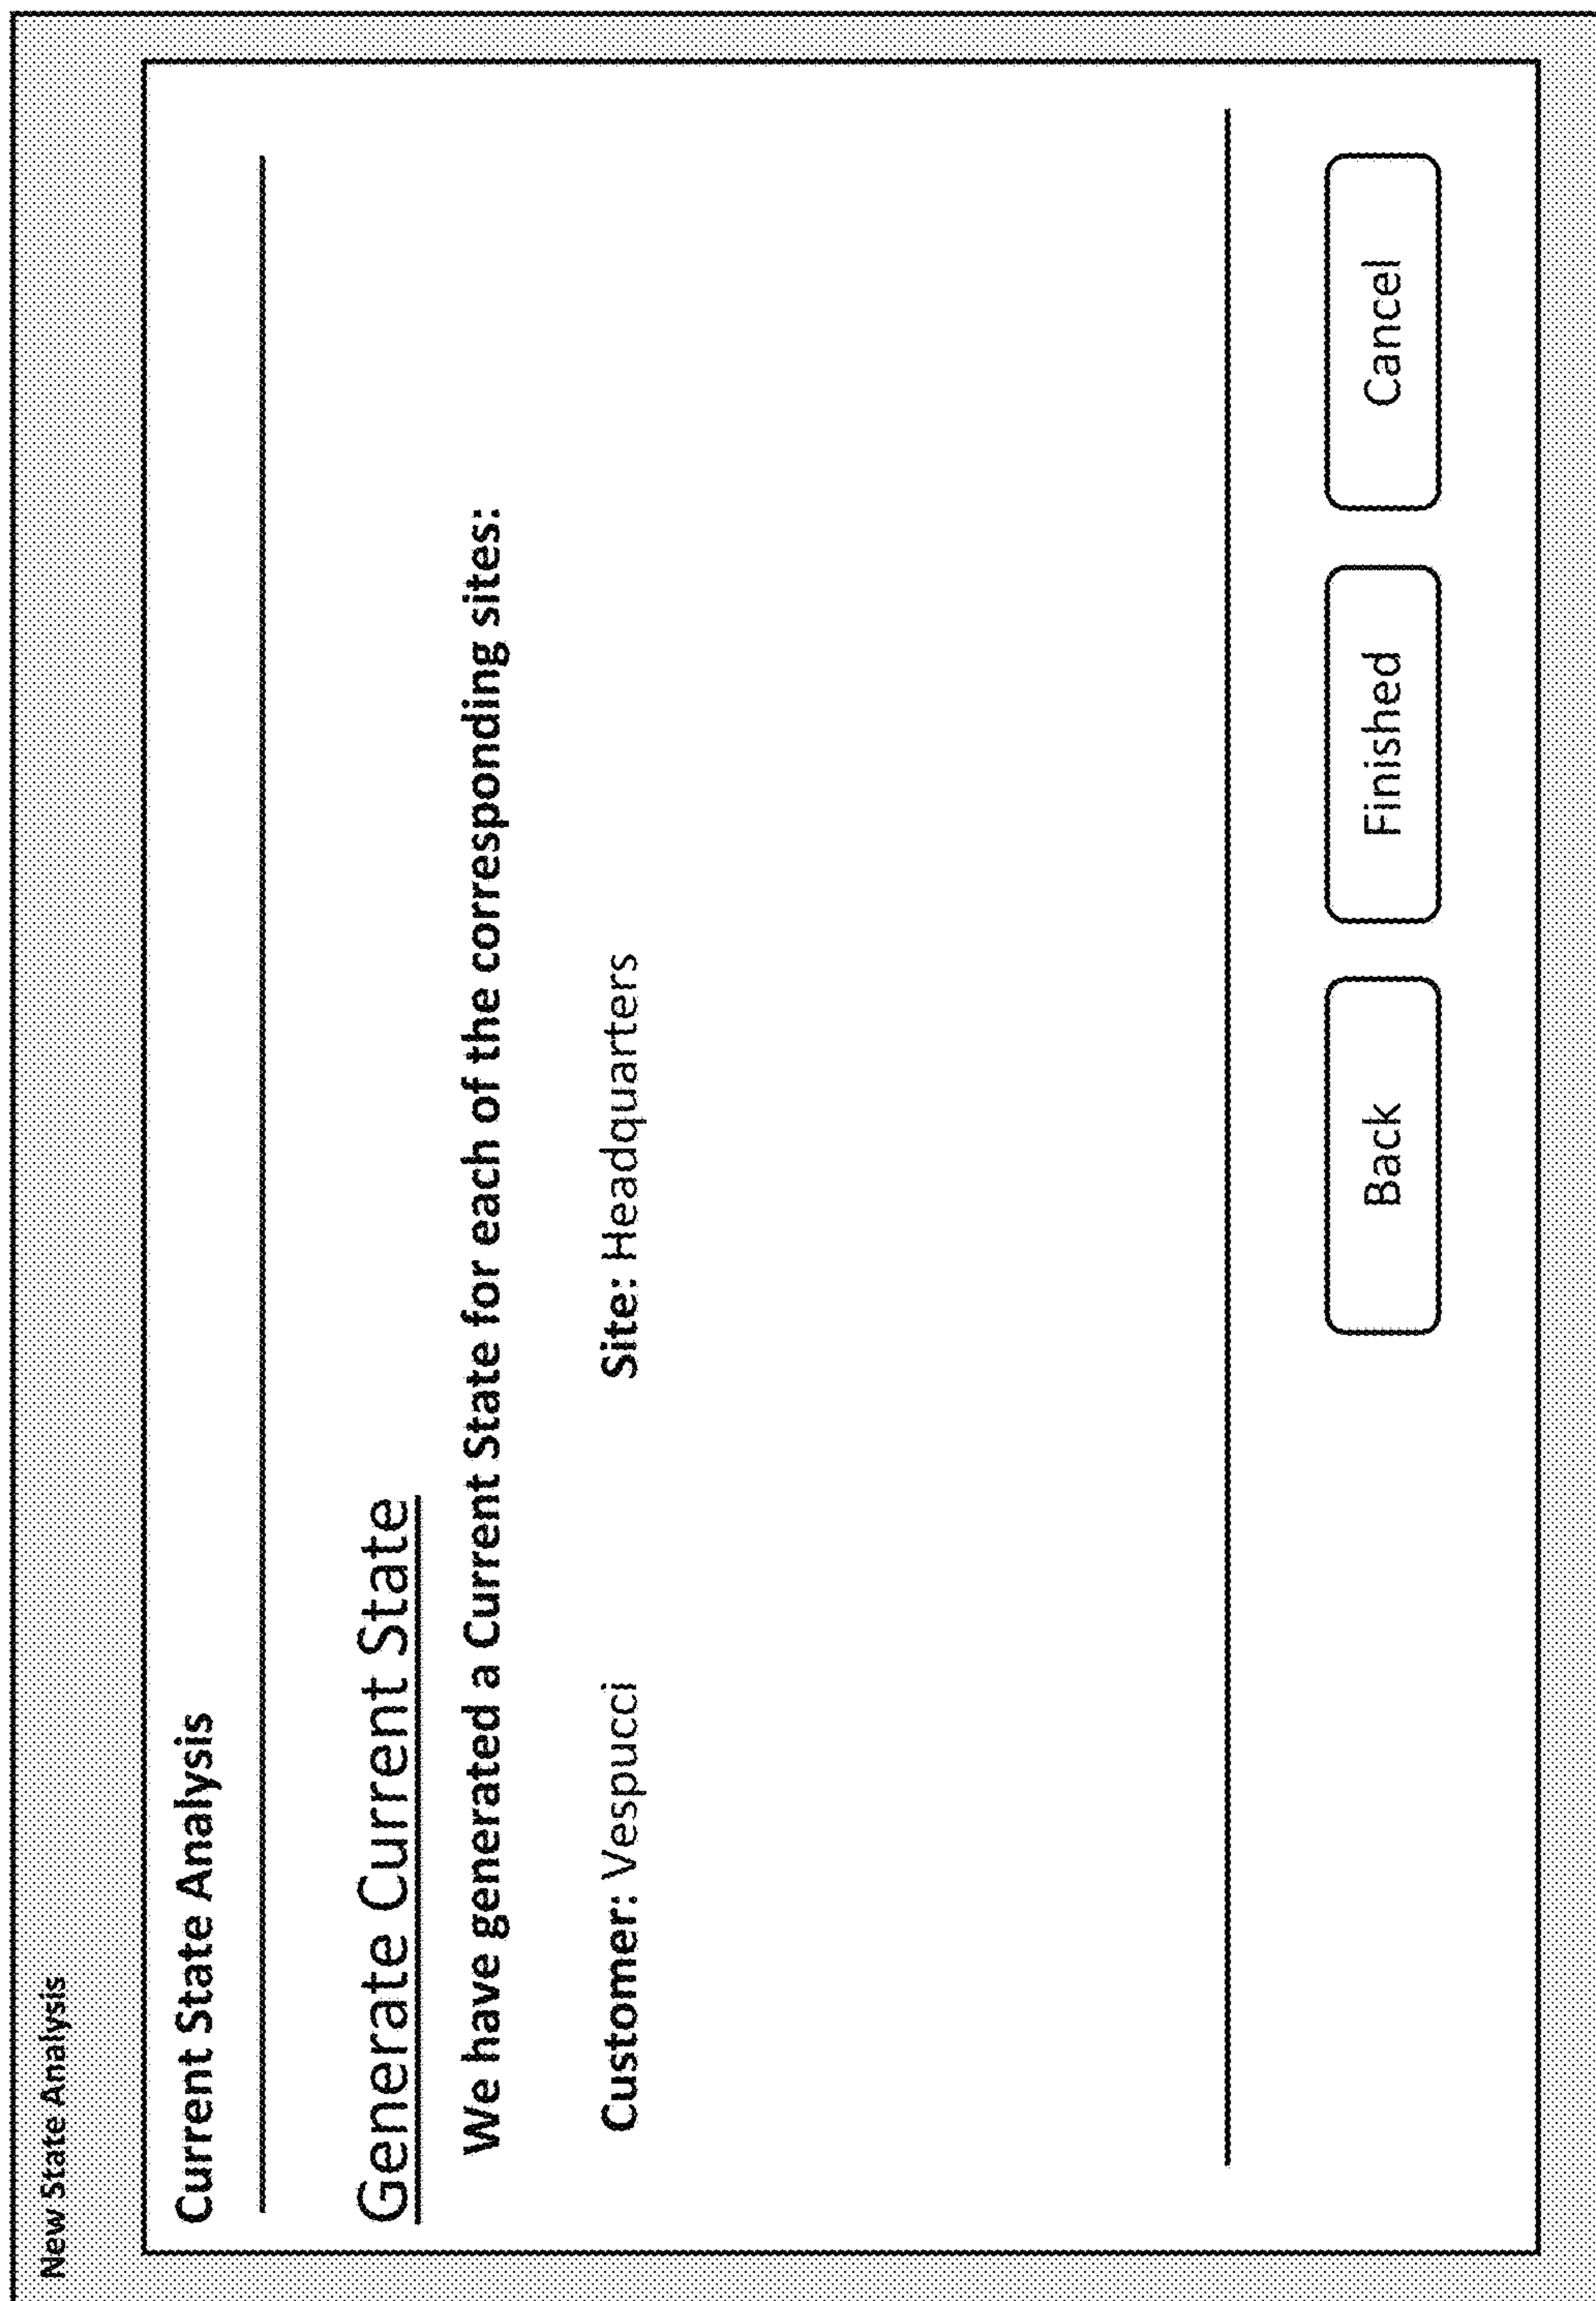 New State Analysis
Current State Analysis
Generate Current State
We have generated a Current State for each of the corresponding sites:
Customer: Vespucci Site: Headquarters
Back Finished Cancel